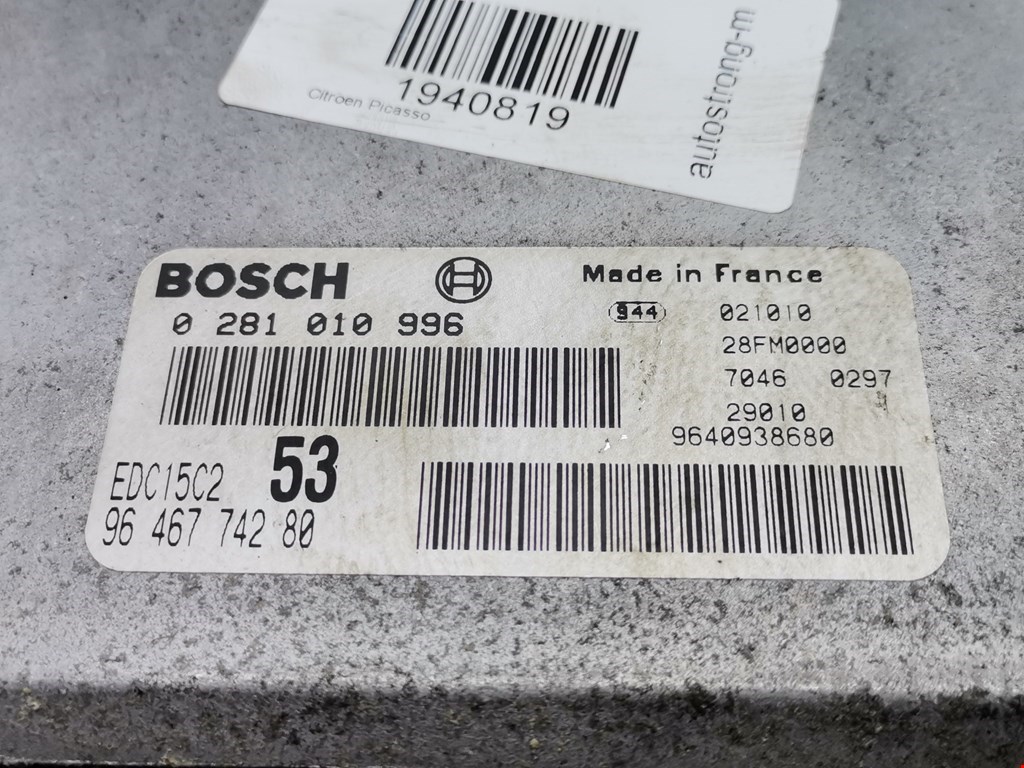 1940819
Citroen Picasso
autostrong-m
BOSCH
Made in France
0 281 010 996
944
021010
28FM0000
7046 0297
29010
9640938680
EDC15C2 53
96 467 742 80